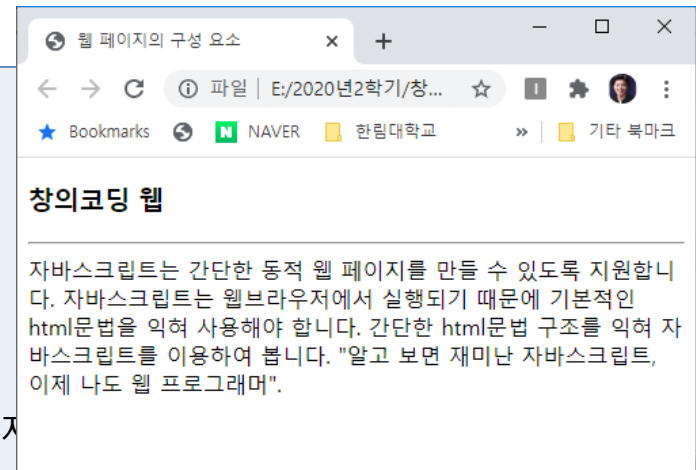 웹 페이지의 구성 요소
파일 | E:/2020년2학기/창...
Bookmarks N NAVER 한림대학교 » 기타 북마크
창의코딩 웹
자바스크립트는 간단한 동적 웹 페이지를 만들 수 있도록 지원합니
다. 자바스크립트는 웹브라우저에서 실행되기 때문에 기본적인
html문법을 익혀 사용해야 합니다. 간단한 html문법 구조를 익혀 자
바스크립트를 이용하여 봅니다. "알고 보면 재미난 자바스크립트,
이제 나도 웹 프로그래머".